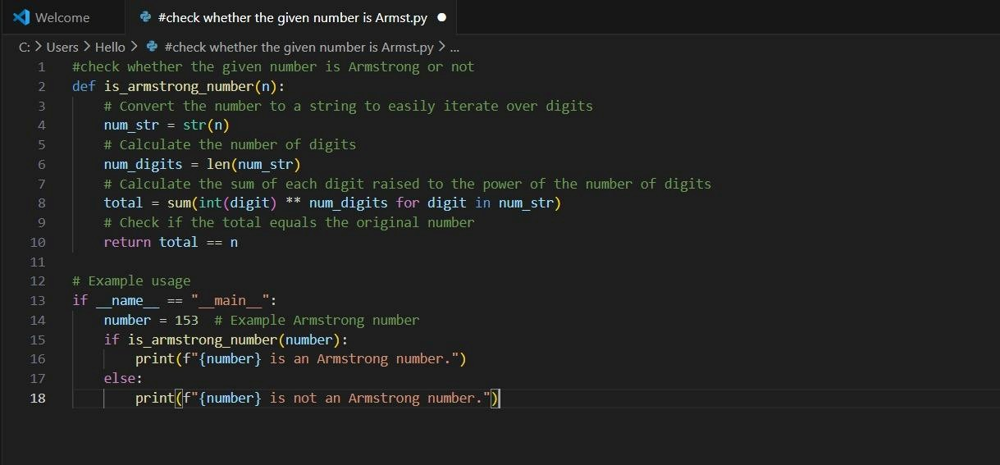 Welcome
#check whether the given number is Armst.py
C: > Users > Hello > #check whether the given number is Armst.py > ...
1 #check whether the given number is Armstrong or not
2 def is_armstrong_number(n):
3     # Convert the number to a string to easily iterate over digits
4     num_str = str(n)
5     # Calculate the number of digits
6     num_digits = len(num_str)
7     # Calculate the sum of each digit raised to the power of the number of digits
8     total = sum(int(digit) ** num_digits for digit in num_str)
9     # Check if the total equals the original number
10     return total == n
11
12 # Example usage
13 if __name__ == "__main__":
14     number = 153  # Example Armstrong number
15     if is_armstrong_number(number):
16         print(f"{number} is an Armstrong number.")
17     else:
18         print(f"{number} is not an Armstrong number.")